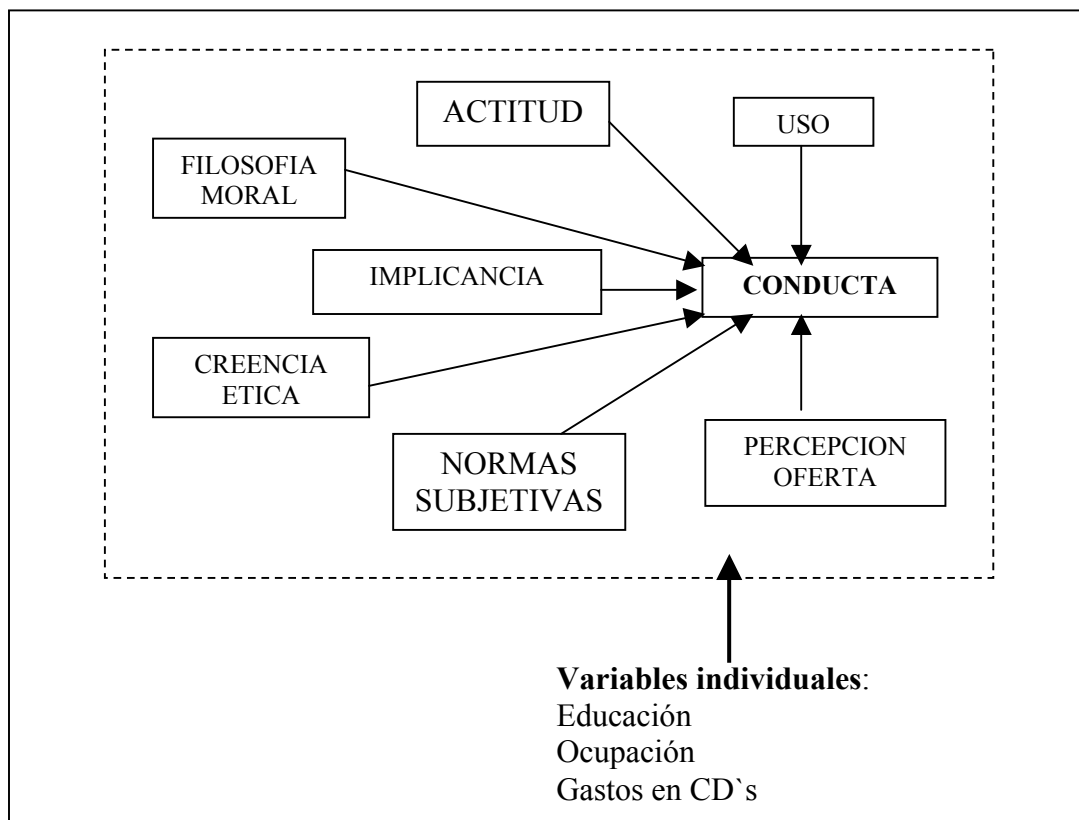 ACTITUD
USO
FILOSOFIA
MORAL
IMPLICANCIA
CONDUCTA
CREENCIA
ETICA
NORMAS
SUBJETIVAS
PERCEPCION
OFERTA
Variables individuales:
Educación
Ocupación
Gastos en CD`s